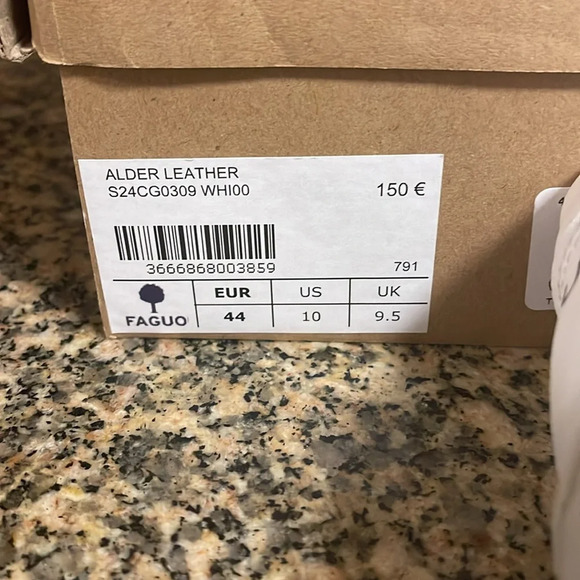 ALDER LEATHER
S24CG0309 WHI00
150 €
3666868003859
791
FAGUO
EUR US UK
44 10 9.5